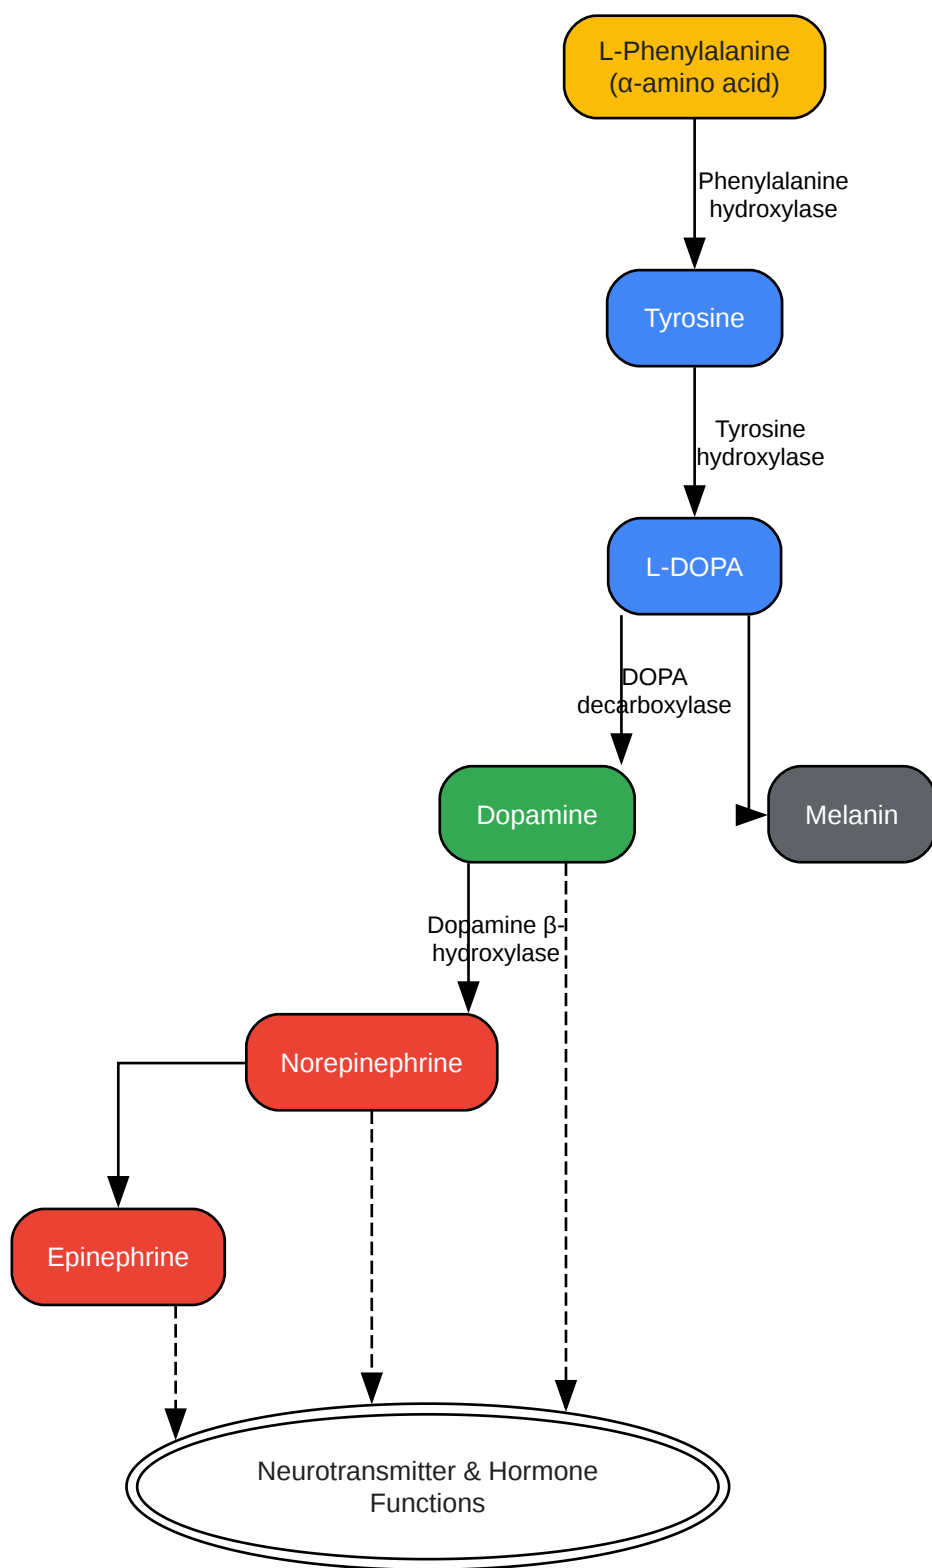 L-Phenylalanine
(α-amino acid)
Phenylalanine
hydroxylase
Tyrosine
Tyrosine
hydroxylase
L-DOPA
DOPA
decarboxylase
Dopamine
Melanin
Dopamine β-
hydroxylase
Norepinephrine
Epinephrine
Neurotransmitter & Hormone
Functions